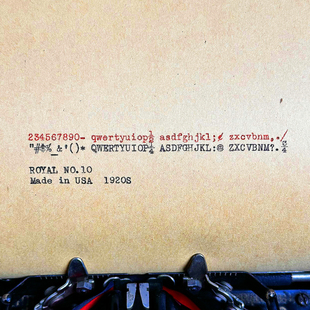 234567890- qwertyuiop½ asdfghjkl;¢ zxcvbnm,./
"#$%_&'()* QWERTYUIOP¼ ASDFGHJKL:@ ZXCVBNM?.¾
ROYAL NO.10
Made in USA 1920S